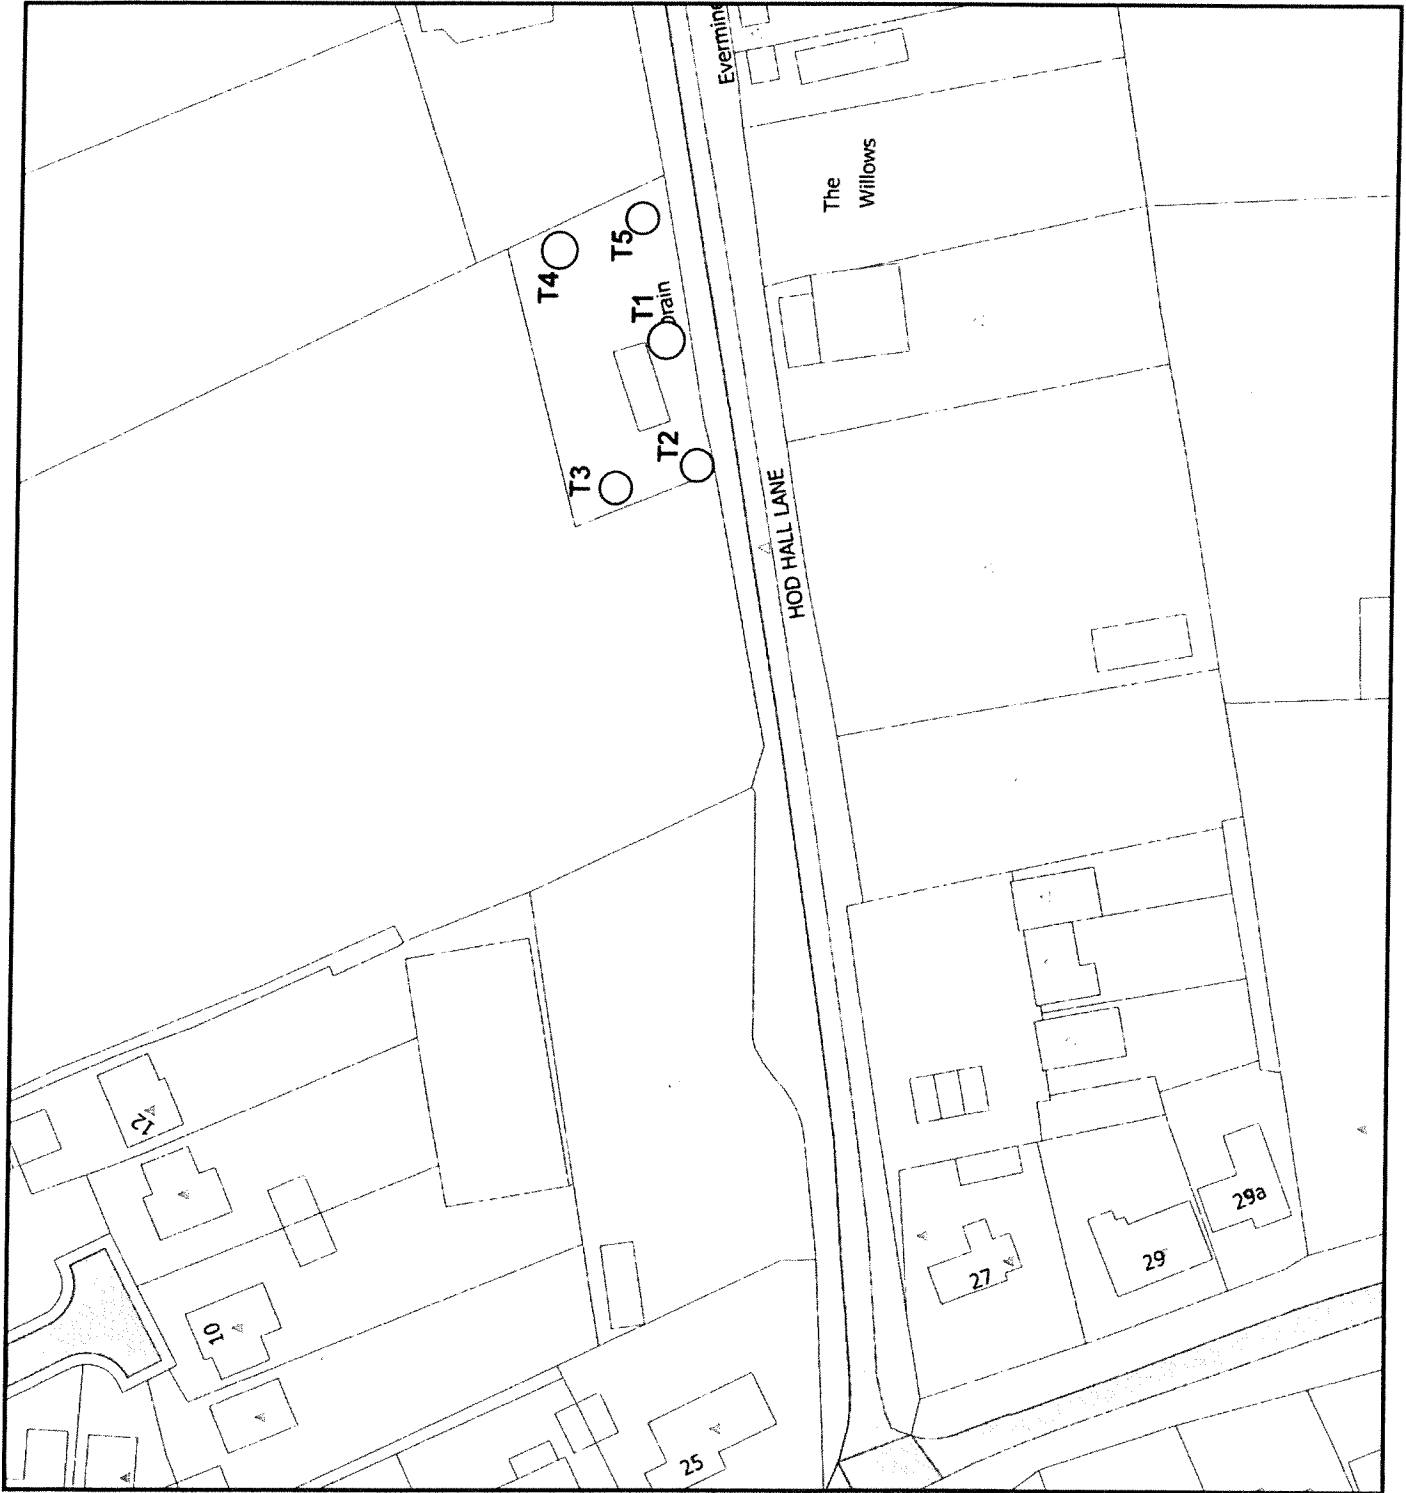 Evermine
The
Willows
T5
T4
T1
Drain
T2
T3
HOD HALL LANE
12
10
25
27
29
29a